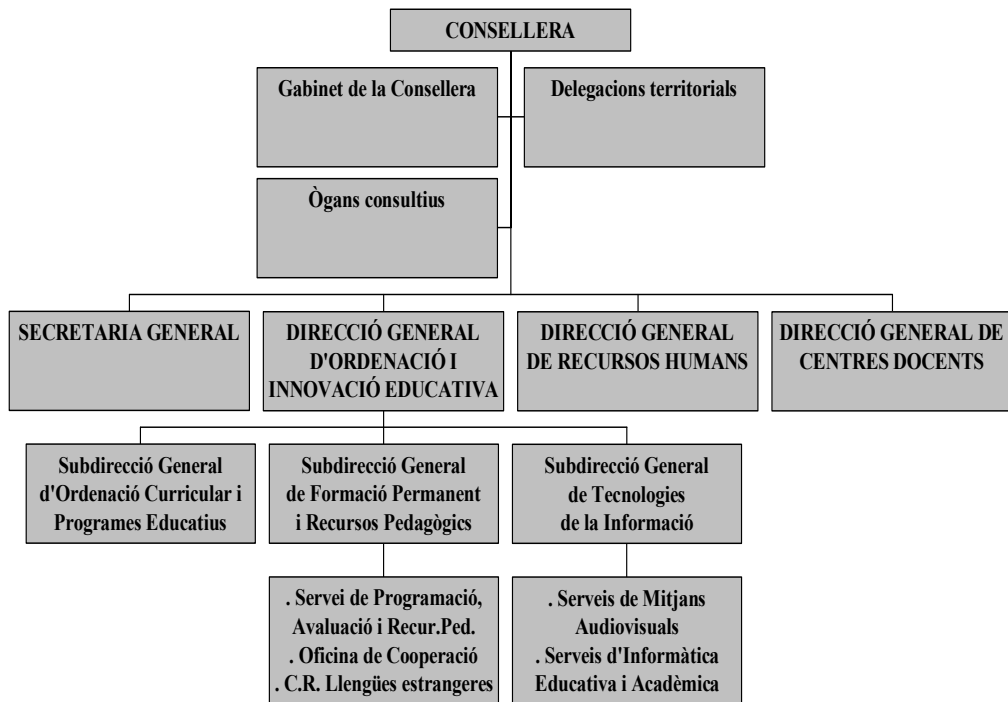 CONSELLERA
Gabinet de la Consellera
Delegacions territorials
Ògans consultius
SECRETARIA GENERAL
DIRECCIÓ GENERAL
D'ORDENACIÓ I
INNOVACIÓ EDUCATIVA
DIRECCIÓ GENERAL
DE RECURSOS HUMANS
DIRECCIÓ GENERAL DE
CENTRES DOCENTS
Subdirecció General
d'Ordenació Curricular i
Programes Educatius
Subdirecció General
de Formació Permanent
i Recursos Pedagògics
Subdirecció General
de Tecnologies
de la Informació
. Servei de Programació,
Avaluació i Recur.Ped.
. Oficina de Cooperació
. C.R. Llengües estrangeres
. Serveis de Mitjans
Audiovisuals
. Serveis d'Informàtica
Educativa i Acadèmica